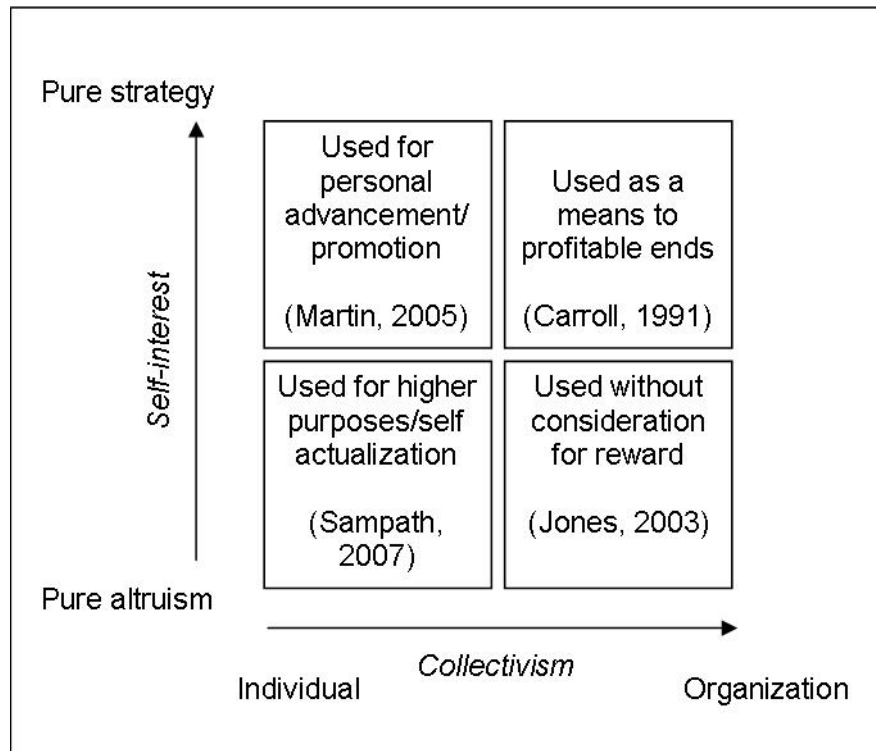 Pure strategy
Used for
personal
advancement/
promotion
(Martin, 2005)
Used as a
means to
profitable ends
(Carroll, 1991)
Self-interest
Used for higher
purposes/self
actualization
(Sampath,
2007)
Used without
consideration
for reward
(Jones, 2003)
Pure altruism
Collectivism
Individual
Organization